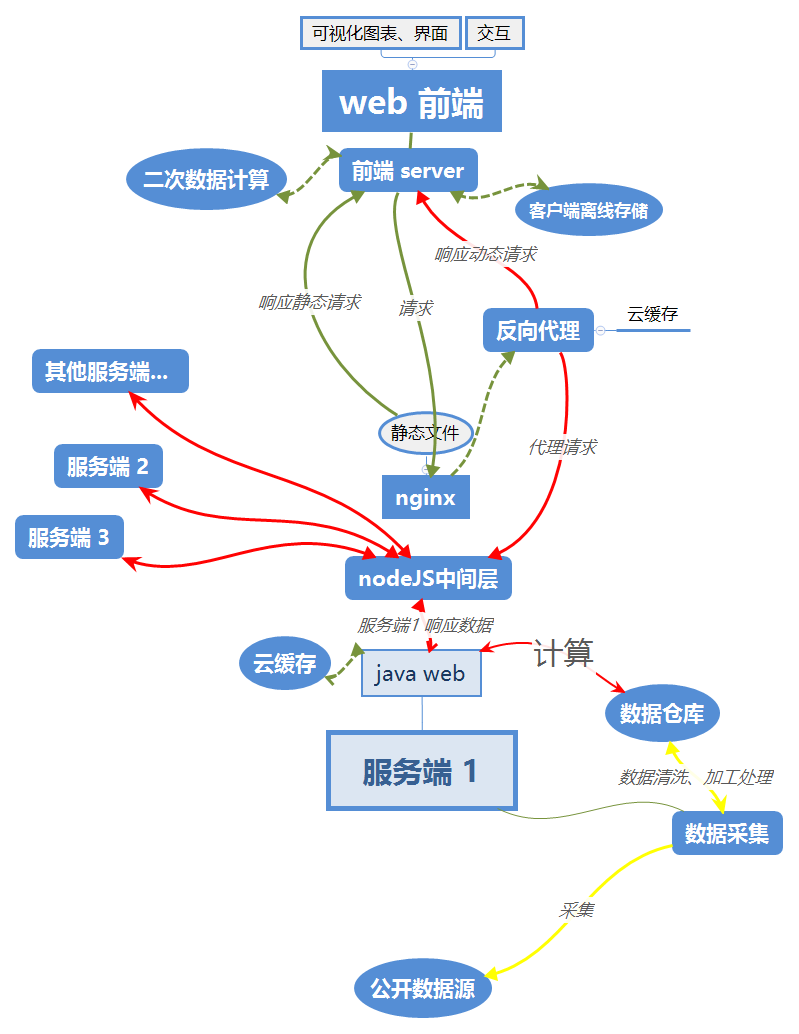 可视化图表、界面
交互
web 前端
前端 server
二次数据计算
客户端离线存储
响应动态请求
响应静态请求
请求
云缓存
反向代理
其他服务端...
静态文件
代理请求
服务端 2
nginx
服务端 3
nodeJS中间层
服务端1 响应数据
计算
云缓存
java web
数据仓库
服务端 1
数据清洗、加工处理
数据采集
采集
公开数据源